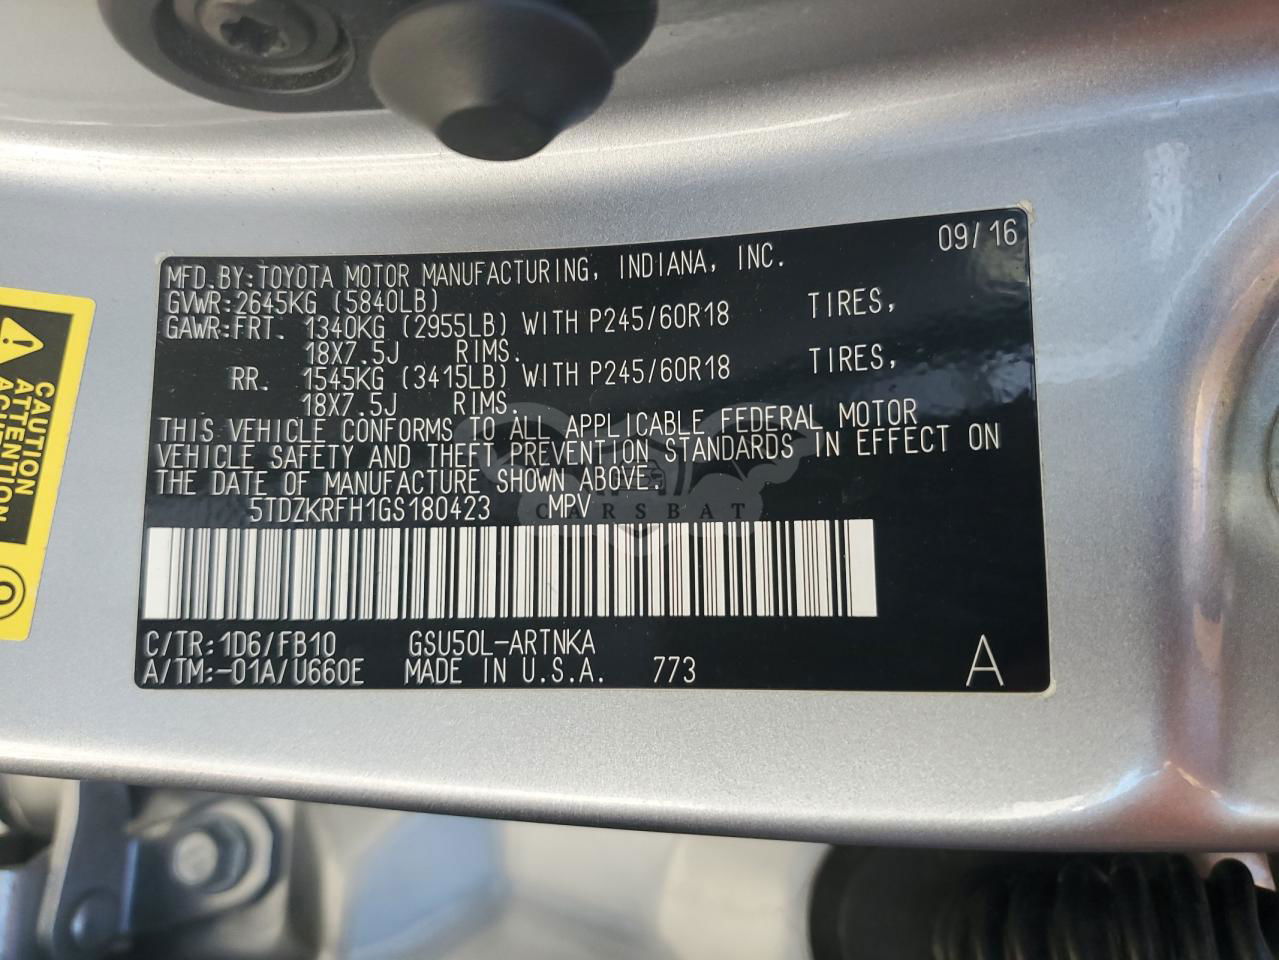 09/16
MFD.BY:TOYOTA MOTOR MANUFACTURING, INDIANA, INC.
GVWR:2645KG (5840LB)
GAWR:FRT. 1340KG (2955LB) WITH P245/60R18 TIRES,
18X7.5J RIMS.
RR. 1545KG (3415LB) WITH P245/60R18 TIRES,
18X7.5J RIMS.
THIS VEHICLE CONFORMS TO ALL APPLICABLE FEDERAL MOTOR
VEHICLE SAFETY AND THEFT PREVENTION STANDARDS IN EFFECT ON
THE DATE OF MANUFACTURE SHOWN ABOVE.
5TDZKRFH1GS180423 MPV
CARSBAT
C/TR:1D6/FB10 GSU50L-ARTNKA
A/TM:-01A/U660E MADE IN U.S.A. 773 A
CAUTION
ATTENTION